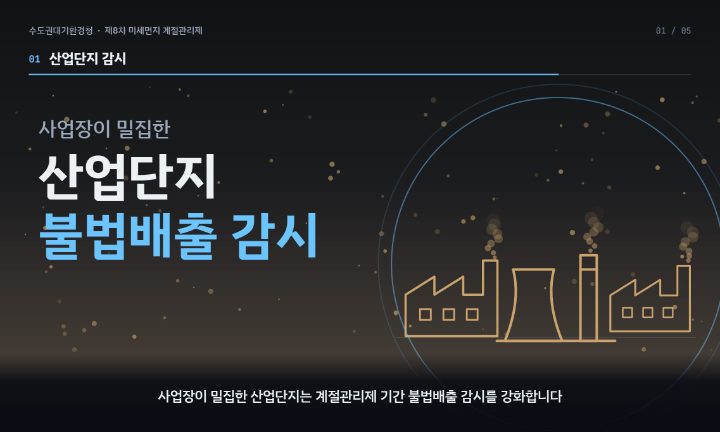 수도권대기환경청 · 제8차 미세먼지 계절관리제
01 / 05
01 산업단지 감시
사업장이 밀집한
산업단지
불법배출 감시
사업장이 밀집한 산업단지는 계절관리제 기간 불법배출 감시를 강화합니다